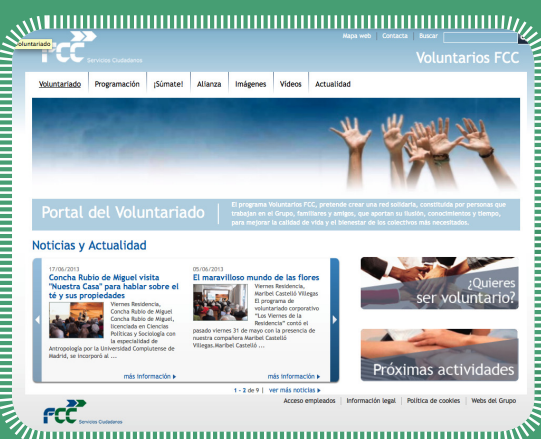 Mapa web | Contacta | Buscar
voluntariado
FCC
Servicios Ciudadanos
Voluntarios FCC
Voluntariado Programación ¡Súmate! Alianza Imágenes Vídeos Actualidad
Portal del Voluntariado
El programa Voluntarios FCC, pretende crear una red solidaria, constituida por personas que
trabajan en el Grupo, familiares y amigos, que aportan su ilusión, conocimientos y tiempo,
para mejorar la calidad de vida y el bienestar de los colectivos más necesitados.
Noticias y Actualidad
17/06/2013
Concha Rubio de Miguel visita
"Nuestra Casa" para hablar sobre el
té y sus propiedades
Viernes Residencia,
Concha Rubio de Miguel
Concha Rubio de Miguel,
licenciada en Ciencias
Políticas y Sociología con
la especialidad de
Antropología por la Universidad Complutense de
Madrid, se incorporó al ...
más información
05/06/2013
El maravilloso mundo de las flores
Viernes Residencia,
Maribel Castelló Villegas
El programa de
voluntariado corporativo
"Los Viernes de la
Residencia" contó el
pasado viernes 31 de mayo con la presencia de
nuestra compañera Maribel Castelló
Villegas.Maribel Castelló ...
más información
1 - 2 de 9 | ver más noticias
¿Quieres
ser voluntario?
Próximas actividades
Acceso empleados | Información legal | Política de cookies | Webs del Grupo
FCC
Servicios Ciudadanos